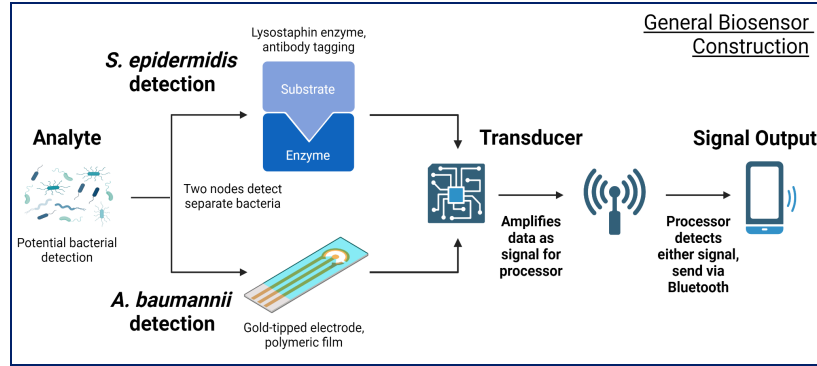 General Biosensor
Construction
Lysostaphin enzyme,
antibody tagging
S. epidermidis
detection
Substrate
Enzyme
Analyte
Potential bacterial
detection
Two nodes detect
separate bacteria
A. baumannii
detection
Gold-tipped electrode,
polymeric film
Transducer
Amplifies
data as
signal for
processor
Signal Output
Processor
detects
either signal,
send via
Bluetooth